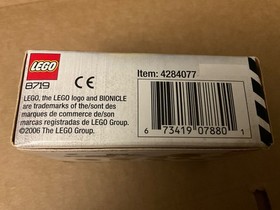 LEGO
8719
CE
Item: 4284077
LEGO, the LEGO logo and BIONICLE
are trademarks of the/sont des
marques de commerce de/son
marcas registradas de LEGO Group.
©2006 The LEGO Group.
6 73419 07880 1